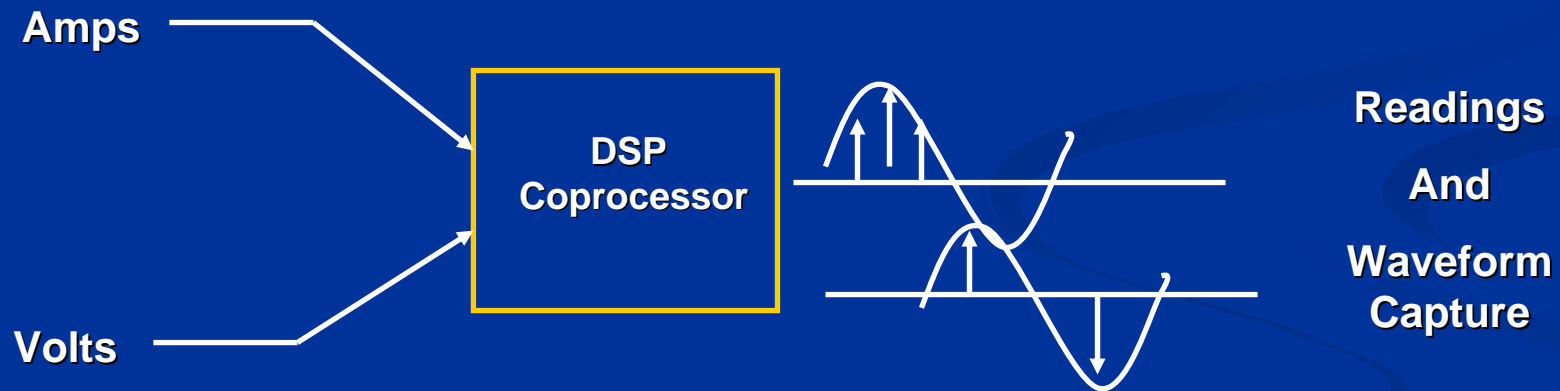 Amps
DSP
Coprocessor
Volts
Readings
And
Waveform
Capture